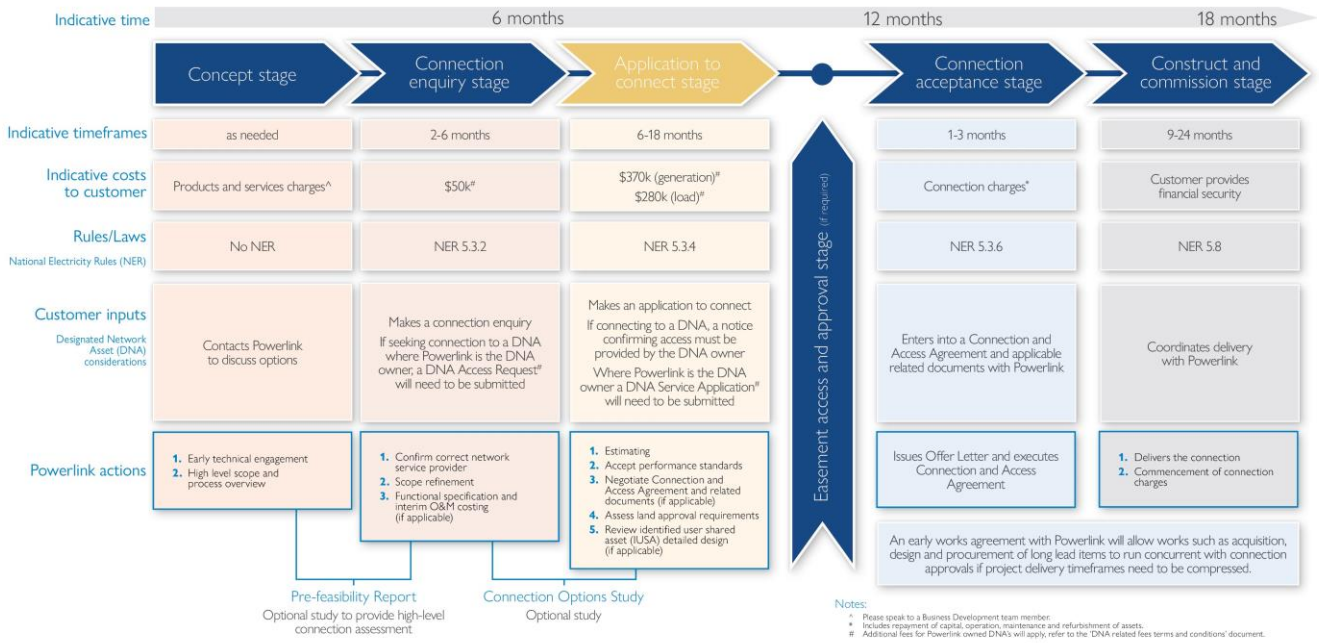 Indicative time
6 months
12 months
18 months
Concept stage
Connection
enquiry stage
Application to
connect stage
Connection
acceptance stage
Construct and
commission stage
Indicative timeframes
as needed
2-6 months
6-18 months
1-3 months
9-24 months
Indicative costs
to customer
Products and services charges^
$50k#
$370k (generation)#
$280k (load)#
Connection charges*
Customer provides
financial security
Rules/Laws
National Electricity Rules (NER)
No NER
NER 5.3.2
NER 5.3.4
NER 5.3.6
NER 5.8
Customer inputs
Designated Network
Asset (DNA)
considerations
Contacts Powerlink
to discuss options
Makes a connection enquiry
If seeking connection to a DNA
where Powerlink is the DNA
owner, a DNA Access Request#
will need to be submitted
Makes an application to connect
If connecting to a DNA, a notice
confirming access must
be provided by the DNA owner
Where Powerlink is the DNA
owner a DNA Service Application#
will need to be submitted
Easement access and approval stage (if required)
Enters into a Connection and
Access Agreement and applicable
related documents with Powerlink
Coordinates delivery
with Powerlink
Powerlink actions
1. Early technical engagement
2. High level scope and
process overview
1. Confirm correct network
service provider
2. Scope refinement
3. Functional specification and
interim O&M costing
(if applicable)
1. Estimating
2. Accept performance standards
3. Negotiate Connection and
Access Agreement and related
documents (if applicable)
4. Assess land approval requirements
5. Review identified user shared
asset (IUSA) detailed design
(if applicable)
Issues Offer Letter and executes
Connection and Access
Agreement
1. Delivers the connection
2. Commencement of connection
charges
An early works agreement with Powerlink will allow works such as acquisition,
design and procurement of long lead items to run concurrent with connection
approvals if project delivery timeframes need to be compressed.
Pre-feasibility Report
Optional study to provide high-level
connection assessment
Connection Options Study
Optional study
Notes:
^ Please speak to a Business Development team member.
* Includes repayment of capital, operation, maintenance and refurbishment of assets.
# Additional fees for Powerlink owned DNA's will apply, refer to the 'DNA related fees terms and conditions' document.